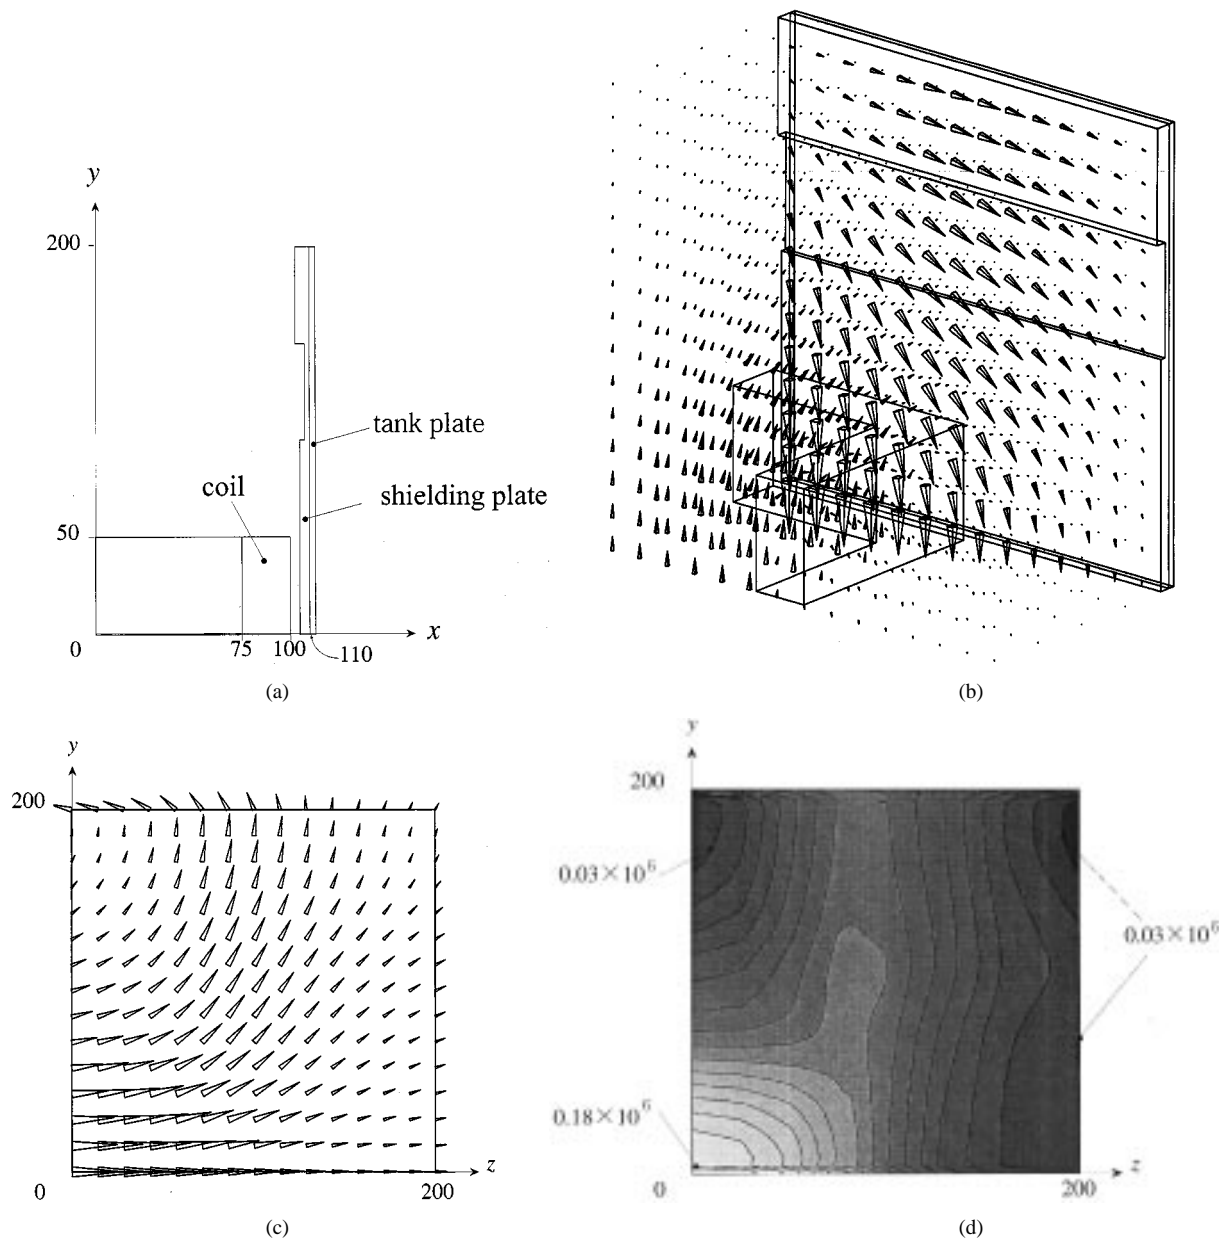 y
200
tank plate
coil
shielding plate
50
0
75
100
110
x
(a)
(b)
y
200
0
200
z
(c)
y
200
0.03×10⁶
0.03×10⁶
0.18×10⁶
0
200
z
(d)